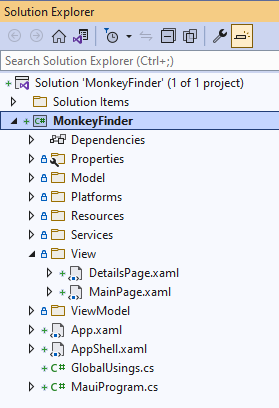 Solution Explorer
Search Solution Explorer (Ctrl+;)
Solution 'MonkeyFinder' (1 of 1 project)
Solution Items
C# MonkeyFinder
Dependencies
Properties
Model
Platforms
Resources
Services
View
DetailsPage.xaml
MainPage.xaml
ViewModel
App.xaml
AppShell.xaml
C# GlobalUsings.cs
C# MauiProgram.cs